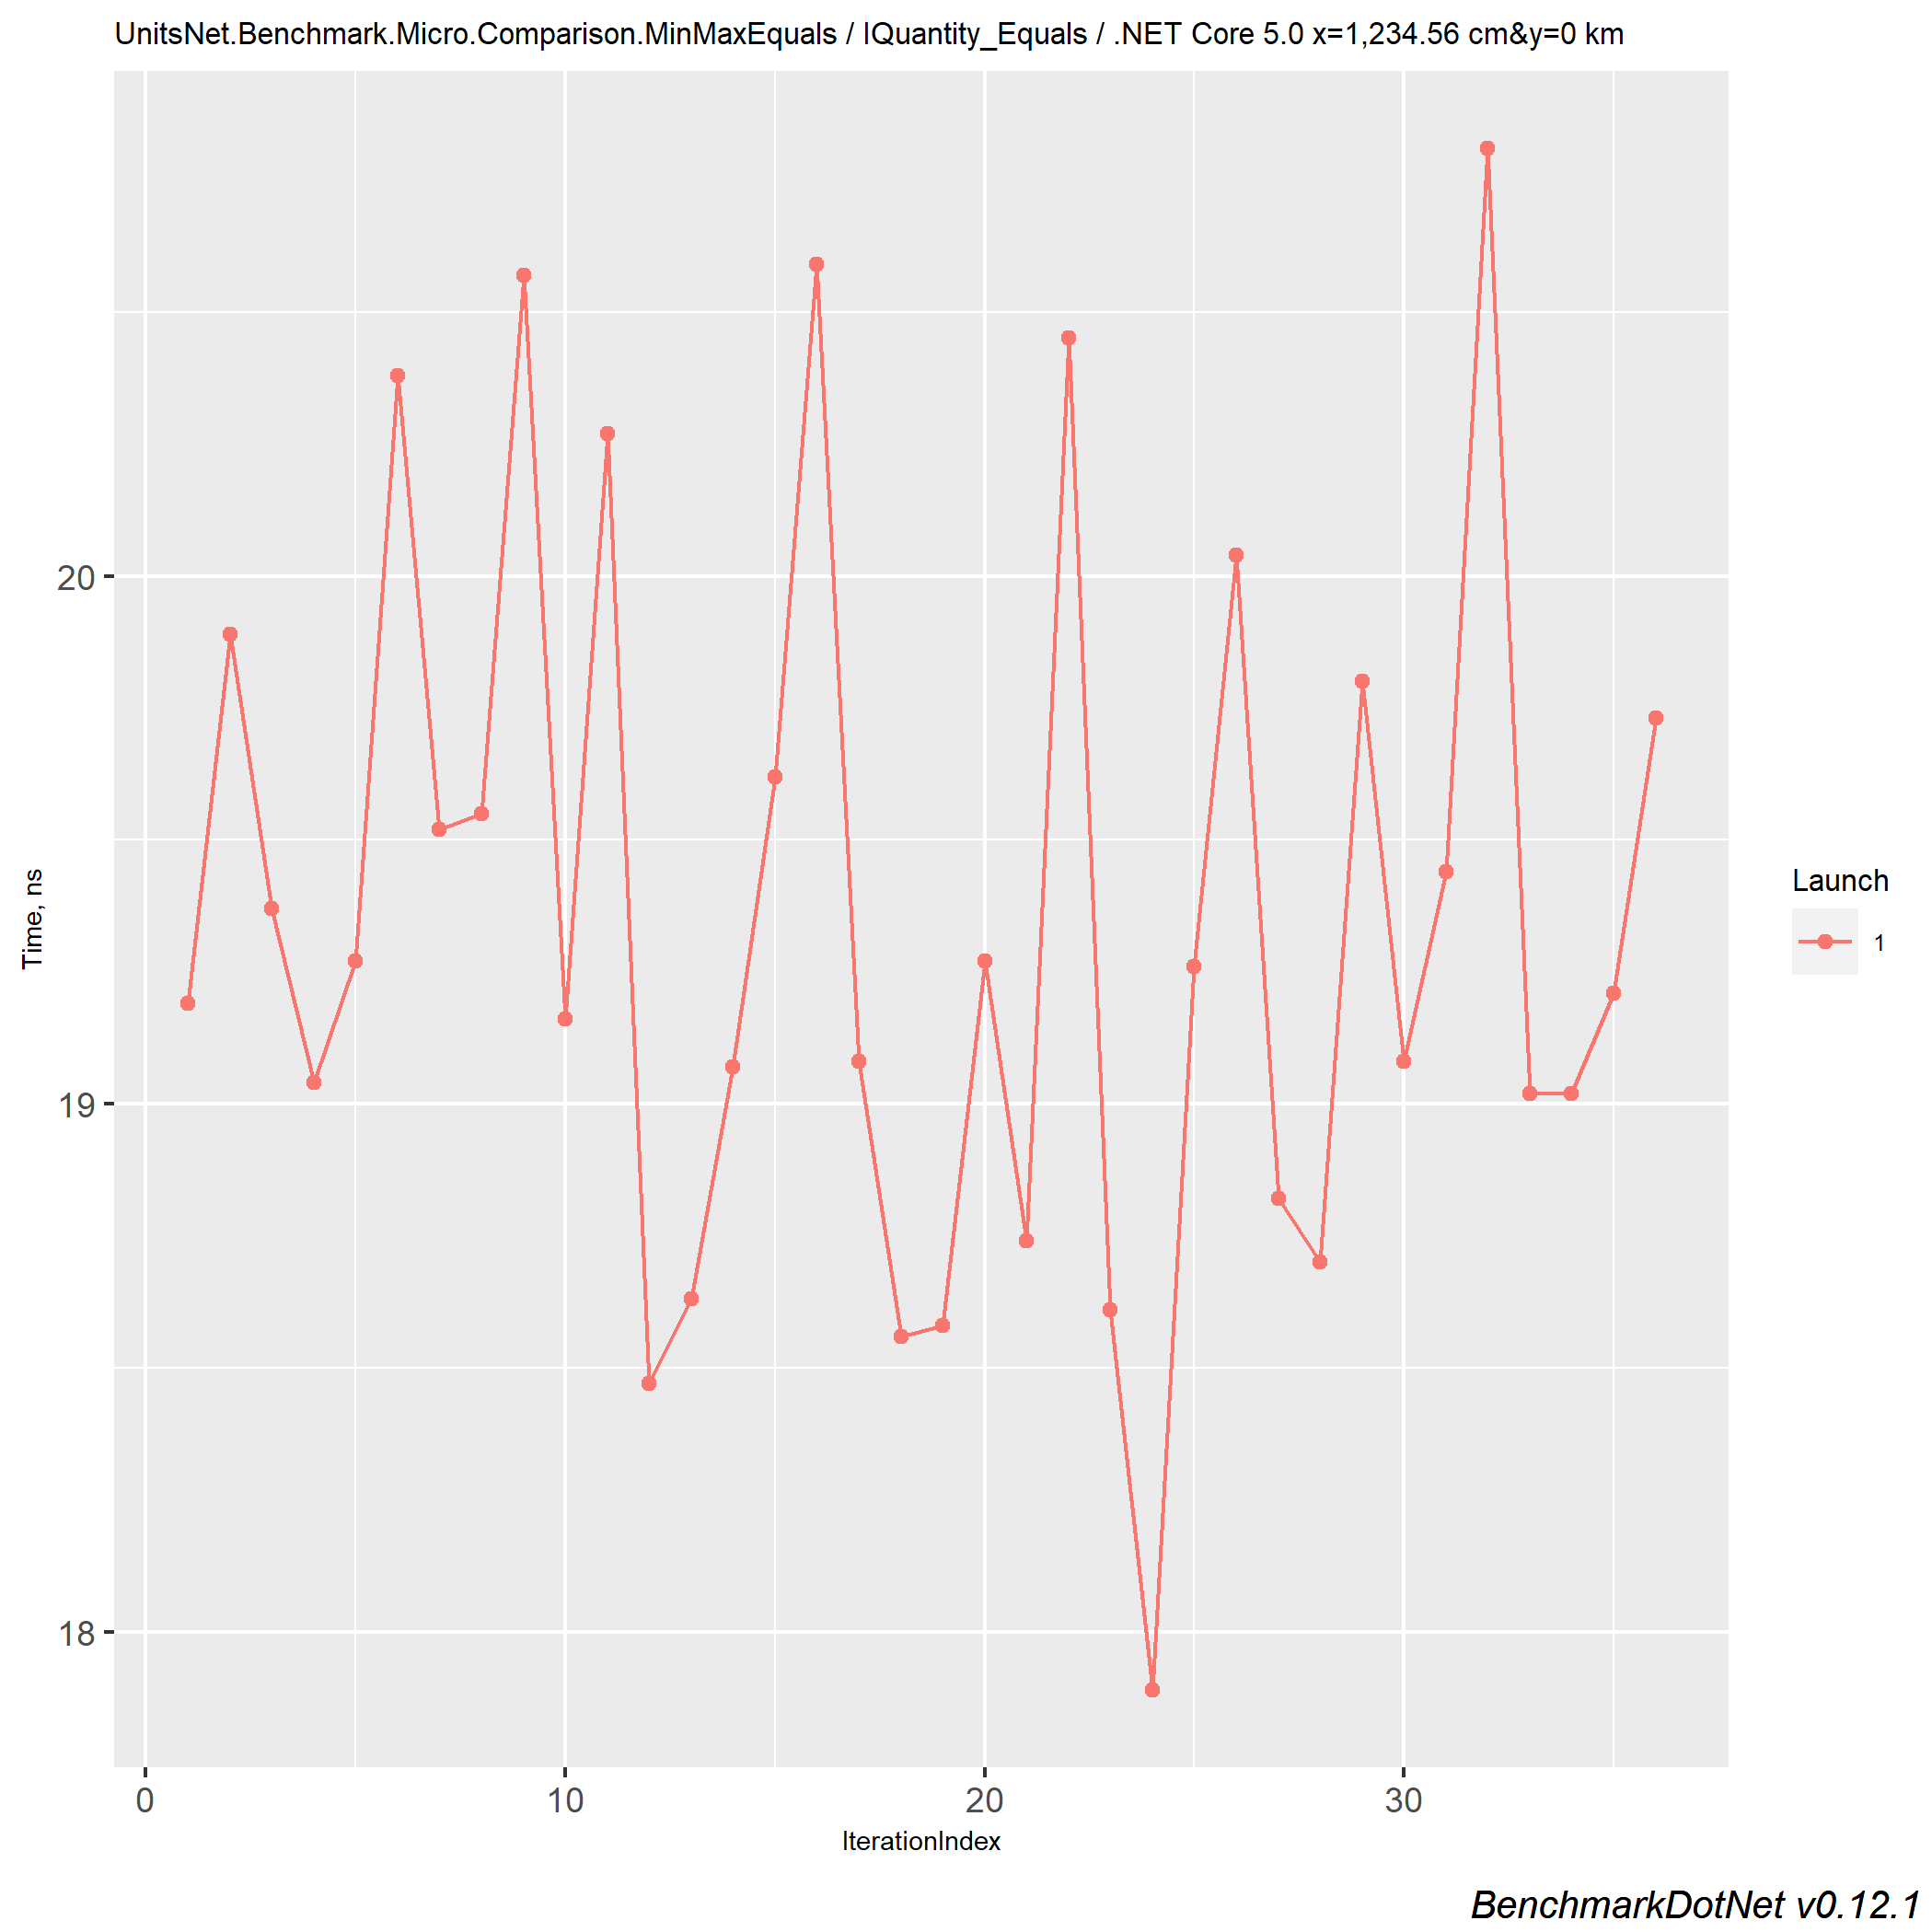 UnitsNet.Benchmark.Micro.Comparison.MinMaxEquals / IQuantity_Equals / .NET Core 5.0 x=1,234.56 cm&y=0 km
20
19
18
Time, ns
0 10 20 30
IterationIndex
Launch
1
BenchmarkDotNet v0.12.1